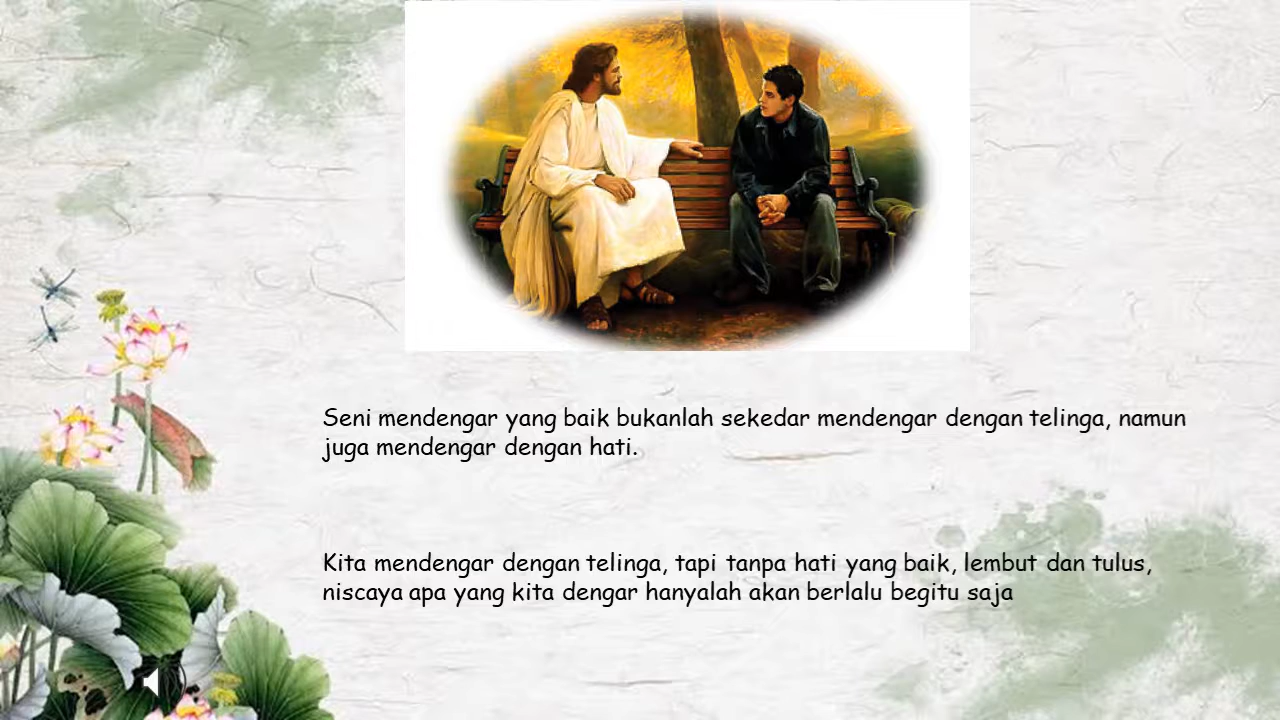 Seni mendengar yang baik bukanlah sekedar mendengar dengan telinga, namun
juga mendengar dengan hati.
Kita mendengar dengan telinga, tapi tanpa hati yang baik, lembut dan tulus,
niscaya apa yang kita dengar hanyalah akan berlalu begitu saja